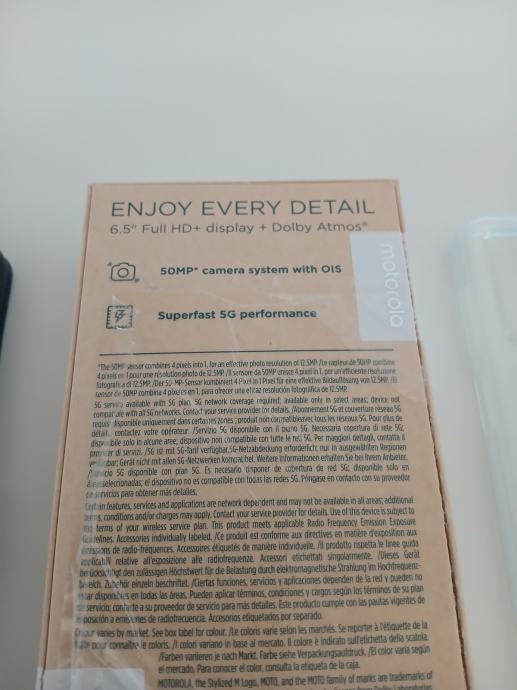 ENJOY EVERY DETAIL
6.5" Full HD+ display + Dolby Atmos®
50MP* camera system with OIS
motorola
Superfast 5G performance
*The 50MP sensor combines 4 pixels into 1, for an effective photo resolution of 12.5MP. /Le capteur de 50MP combine
4 pixels en 1 pour une résolution photo de 12.5MP. /Il sensore da 50MP unisce 4 pixel in 1, per un'efficiente risoluzione
fotografica di 12.5MP. /Der 50-MP-Sensor kombiniert 4 Pixel in 1 Pixel für eine effektive Bildauflösung von 12.5MP. /El
sensor de 50MP combina 4 píxeles en 1, para ofrecer una eficaz resolución fotográfica de 12.5MP.
5G service available with 5G plan. 5G network coverage required; available only in select areas; device not
compatible with all 5G networks. Contact your service provider for details. /Abonnement 5G et couverture réseau 5G
requis disponible uniquement dans certaines zones ; produit non compatible avec tous les réseaux 5G. Pour plus de
détail, contactez votre opérateur. /Servizio 5G disponibile con il piano 5G. Necessaria copertura di rete 5G;
disponibile solo in alcune aree; dispositivo non compatibile con tutte le reti 5G. Per maggiori dettagli, contatta il
provider di servizi. /5G ist mit 5G-Tarif verfügbar. 5G-Netzabdeckung erforderlich; nur in ausgewählten Regionen
verfügbar; Gerät nicht mit allen 5G-Netzwerken kompatibel. Weitere Informationen erhalten Sie bei Ihrem Anbieter.
/Servicio 5G disponible con plan 5G. Es necesario disponer de cobertura de red 5G; disponible solo en
áreas seleccionadas; el dispositivo no es compatible con todas las redes 5G. Póngase en contacto con su proveedor
de servicios para obtener más detalles.
Certain features, services and applications are network dependent and may not be available in all areas; additional
terms, conditions and/or charges may apply. Contact your service provider for details. Use of this device is subject to
the terms of your wireless service plan. This product meets applicable Radio Frequency Emission Exposure
Guidelines. Accessories individually labeled. /Ce produit est conforme aux directives en matière d'exposition aux
émissions de radio-fréquences. Accessoires étiquetés de manière individuelle. /Il prodotto rispetta le linee guida
applicabili relative all'esposizione alle radiofrequenze. Accessori etichettati singolarmente. /Dieses Gerät
berücksichtigt den zulässigen Höchstwert für die Belastung durch elektromagnetische Strahlung im Hochfrequenz-
bereich. Zubehör einzeln beschriftet. /Ciertas funciones, servicios y aplicaciones dependen de la red y pueden no
estar disponibles en todas las áreas. Pueden aplicar términos, condiciones y cargos según los términos de su plan
de servicio; contacte a su proveedor de servicio para más detalles. Este producto cumple con las pautas vigentes de
exposición a emisiones de radiofrecuencia. Accesorios etiquetados por separado.
Colour varies by market. See box label for colour. /Le coloris varie selon les marchés. Se reporter à l'étiquette de la
boîte pour connaître le coloris. /I colori variano in base al mercato. Il colore è indicato sull'etichetta della scatola.
/Farben variieren je nach Markt. Farbe siehe Verpackungsaufdruck. /El color varía según
el mercado. Para conocer el color, consulta la etiqueta de la caja.
MOTOROLA, the Stylized M Logo, MOTO, and the MOTO family of marks are trademarks of